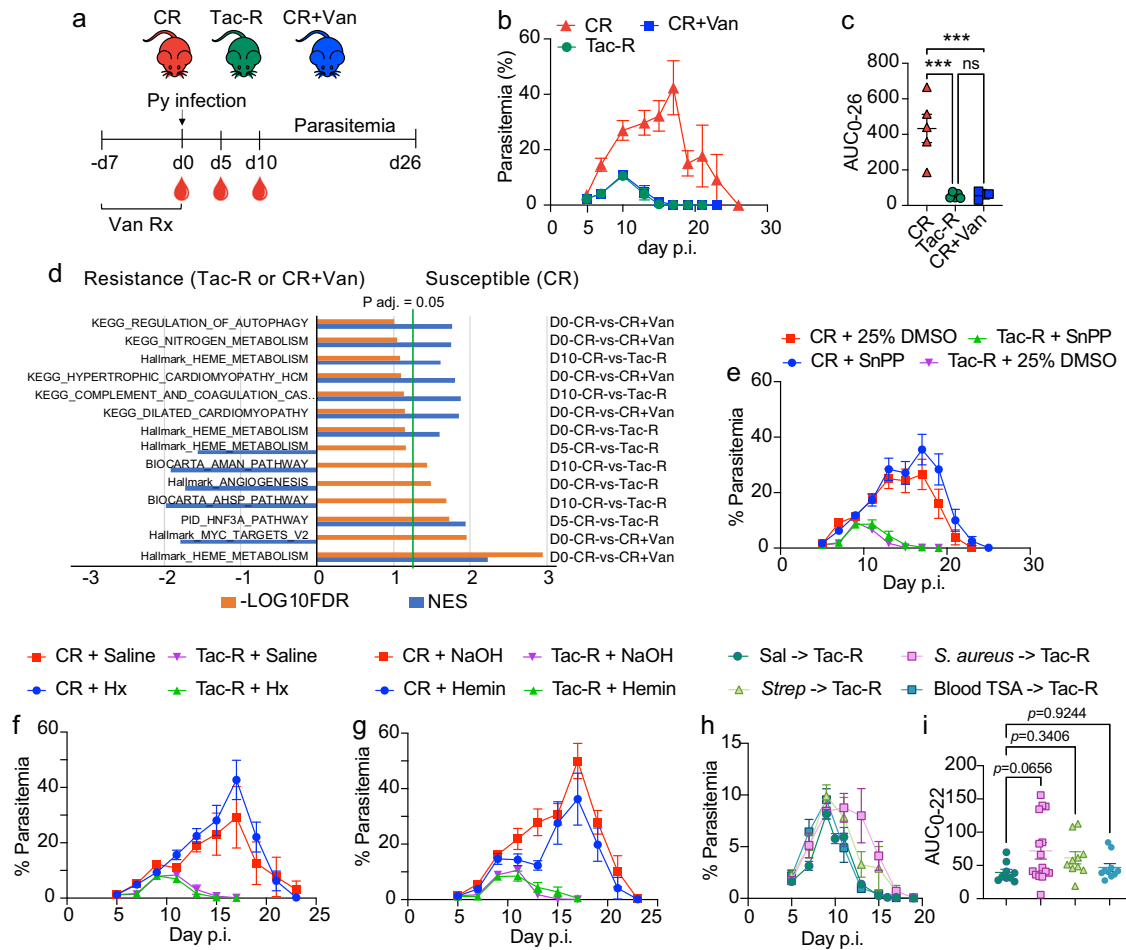 a
CR
Tac-R
CR+Van
Py infection
Parasitemia
-d7
d0
d5
d10
d26
Van Rx
b
CR
CR+Van
Tac-R
Parasitemia (%)
60
40
20
0
0
5
10
20
30
day p.i.
c
***
***
ns
AUC0-26
800
600
400
200
0
CR
Tac-R
CR+Van
d
Resistance (Tac-R or CR+Van)
Susceptible (CR)
P adj. = 0.05
KEGG_REGULATION_OF_AUTOPHAGY
D0-CR-vs-CR+Van
KEGG_NITROGEN_METABOLISM
D0-CR-vs-CR+Van
Hallmark_HEME_METABOLISM
D10-CR-vs-Tac-R
KEGG_HYPERTROPHIC_CARDIOMYOPATHY_HCM
D0-CR-vs-CR+Van
KEGG_COMPLEMENT_AND_COAGULATION_CAS..
D10-CR-vs-Tac-R
KEGG_DILATED_CARDIOMYOPATHY
D0-CR-vs-CR+Van
Hallmark_HEME_METABOLISM
D0-CR-vs-Tac-R
Hallmark_HEME_METABOLISM
D5-CR-vs-Tac-R
BIOCARTA_AMAN_PATHWAY
D10-CR-vs-Tac-R
Hallmark_ANGIOGENESIS
D0-CR-vs-Tac-R
BIOCARTA_AHSP_PATHWAY
D10-CR-vs-Tac-R
PID_HNF3A_PATHWAY
D5-CR-vs-Tac-R
Hallmark_MYC_TARGETS_V2
D0-CR-vs-CR+Van
Hallmark_HEME_METABOLISM
D0-CR-vs-CR+Van
-3
-2
-1
0
1
2
3
-LOG10FDR
NES
CR + 25% DMSO
Tac-R + SnPP
CR + SnPP
Tac-R + 25% DMSO
e
% Parasitemia
60
40
20
0
0
5
10
15
20
25
30
Day p.i.
CR + Saline
Tac-R + Saline
CR + Hx
Tac-R + Hx
f
% Parasitemia
60
40
20
0
0
5
10
15
20
25
Day p.i.
CR + NaOH
Tac-R + NaOH
CR + Hemin
Tac-R + Hemin
g
% Parasitemia
60
40
20
0
0
5
10
15
20
25
Day p.i.
Sal -> Tac-R
S. aureus -> Tac-R
Strep -> Tac-R
Blood TSA -> Tac-R
h
% Parasitemia
15
10
5
0
0
5
10
15
20
Day p.i.
i
p=0.9244
p=0.3406
p=0.0656
AUC0-22
200
150
100
50
0